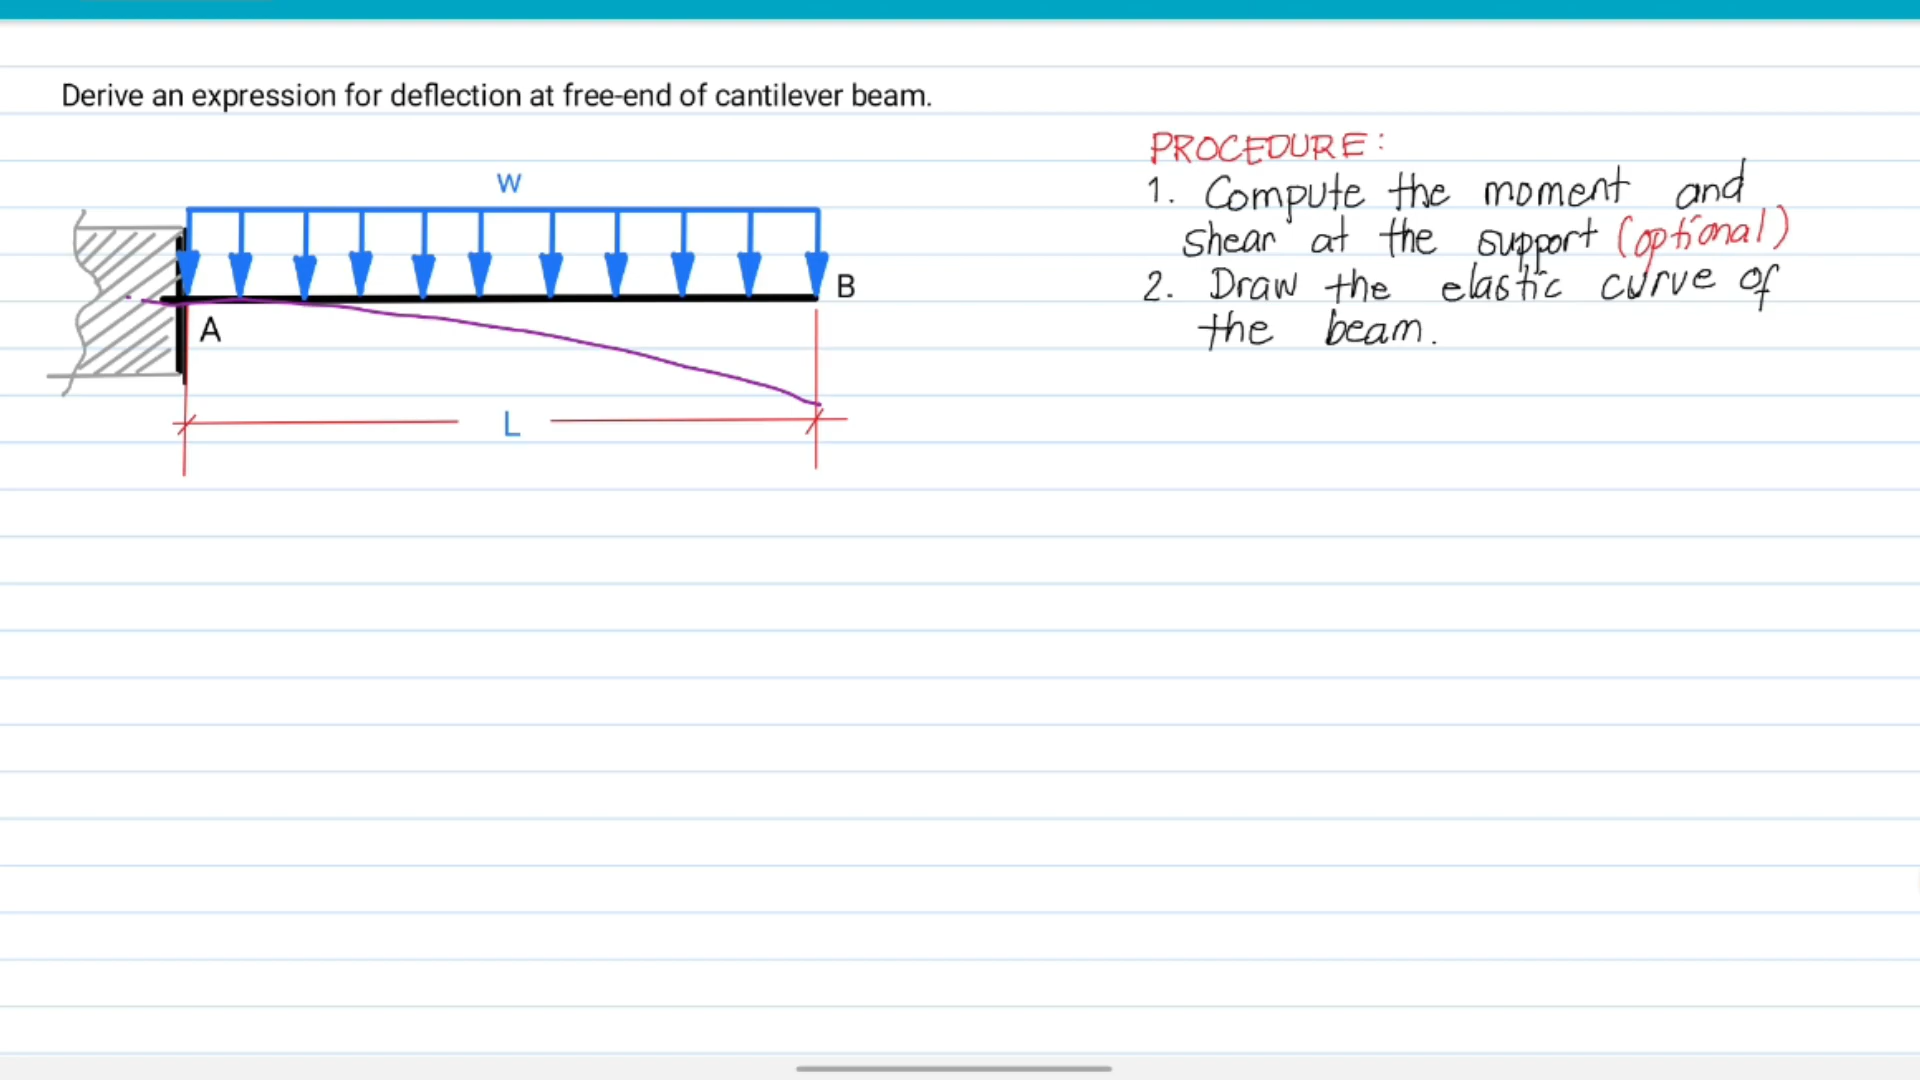 Derive an expression for deflection at free-end of cantilever beam.
w
B
A
L
PROCEDURE:
1. Compute the moment and
shear at the support (optional)
2. Draw the elastic curve of
the beam.